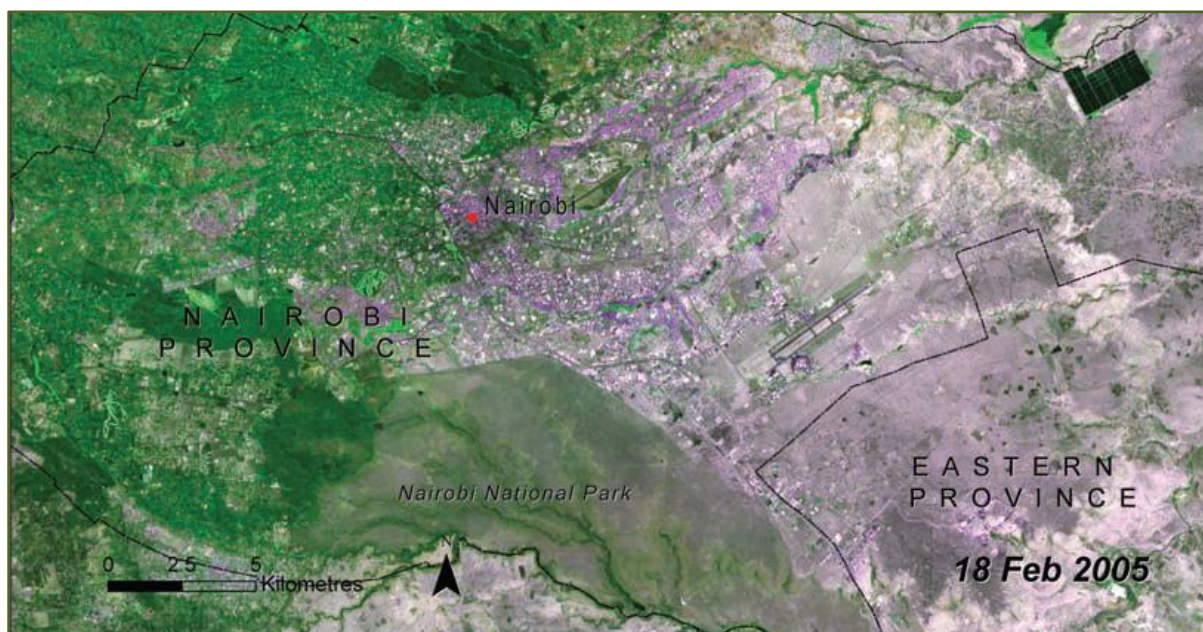 Nairobi
NAIROBI
PROVINCE
EASTERN
PROVINCE
Nairobi National Park
N
0 2.5 5
Kilometres
18 Feb 2005